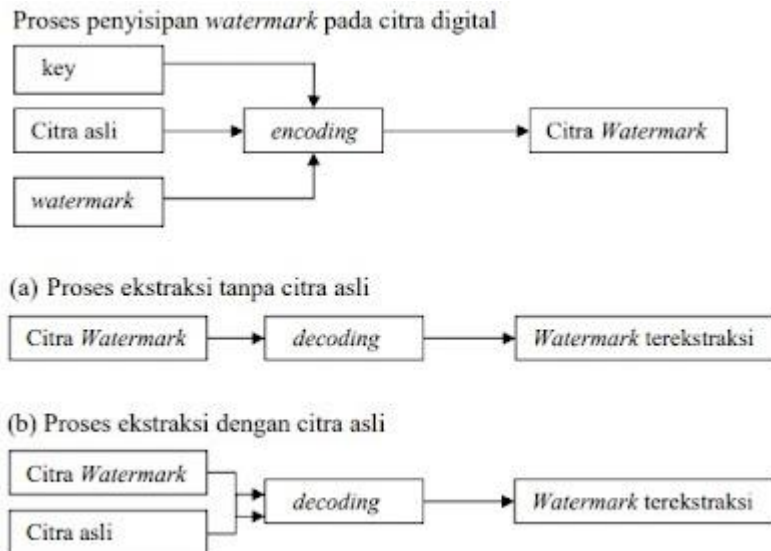 Proses penyisipan watermark pada citra digital
key
Citra asli
encoding
Citra Watermark
watermark
(a) Proses ekstraksi tanpa citra asli
Citra Watermark
decoding
Watermark terekstraksi
(b) Proses ekstraksi dengan citra asli
Citra Watermark
decoding
Watermark terekstraksi
Citra asli